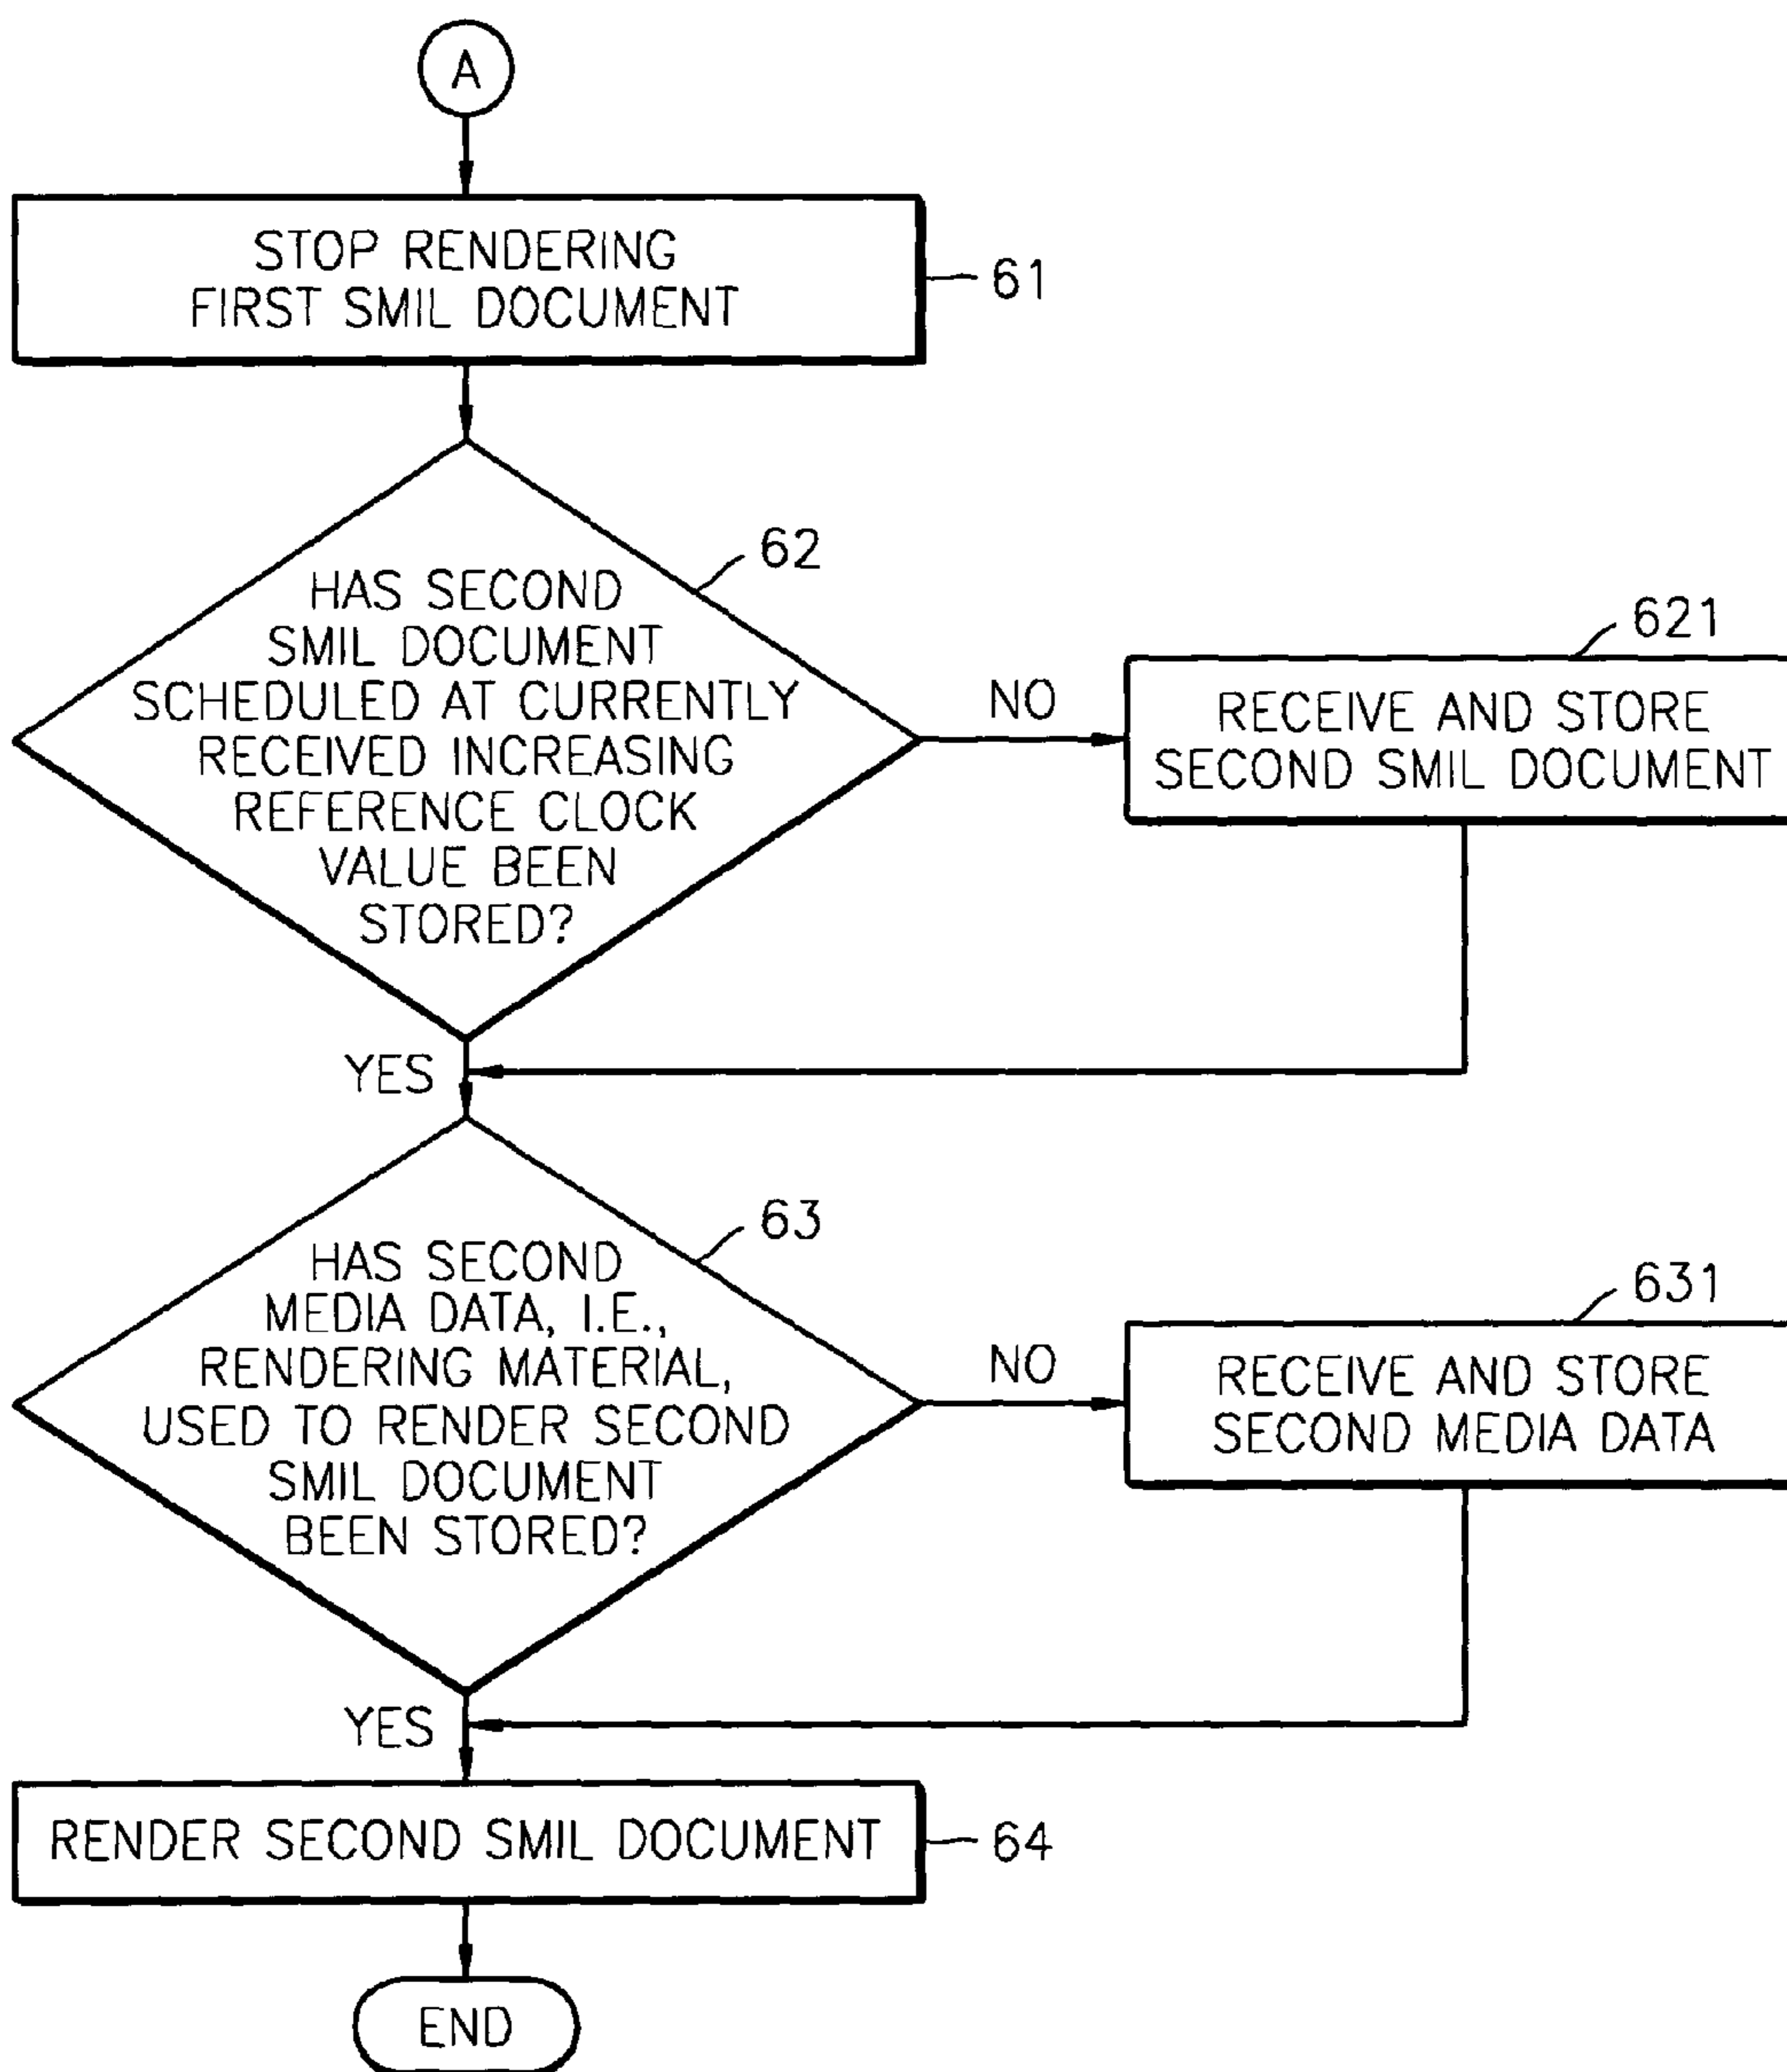 A
STOP RENDERING
FIRST SMIL DOCUMENT
61
62
HAS SECOND
SMIL DOCUMENT
SCHEDULED AT CURRENTLY
RECEIVED INCREASING
REFERENCE CLOCK
VALUE BEEN
STORED?
NO
621
RECEIVE AND STORE
SECOND SMIL DOCUMENT
YES
63
HAS SECOND
MEDIA DATA, I.E.,
RENDERING MATERIAL,
USED TO RENDER SECOND
SMIL DOCUMENT
BEEN STORED?
NO
631
RECEIVE AND STORE
SECOND MEDIA DATA
YES
RENDER SECOND SMIL DOCUMENT
64
END